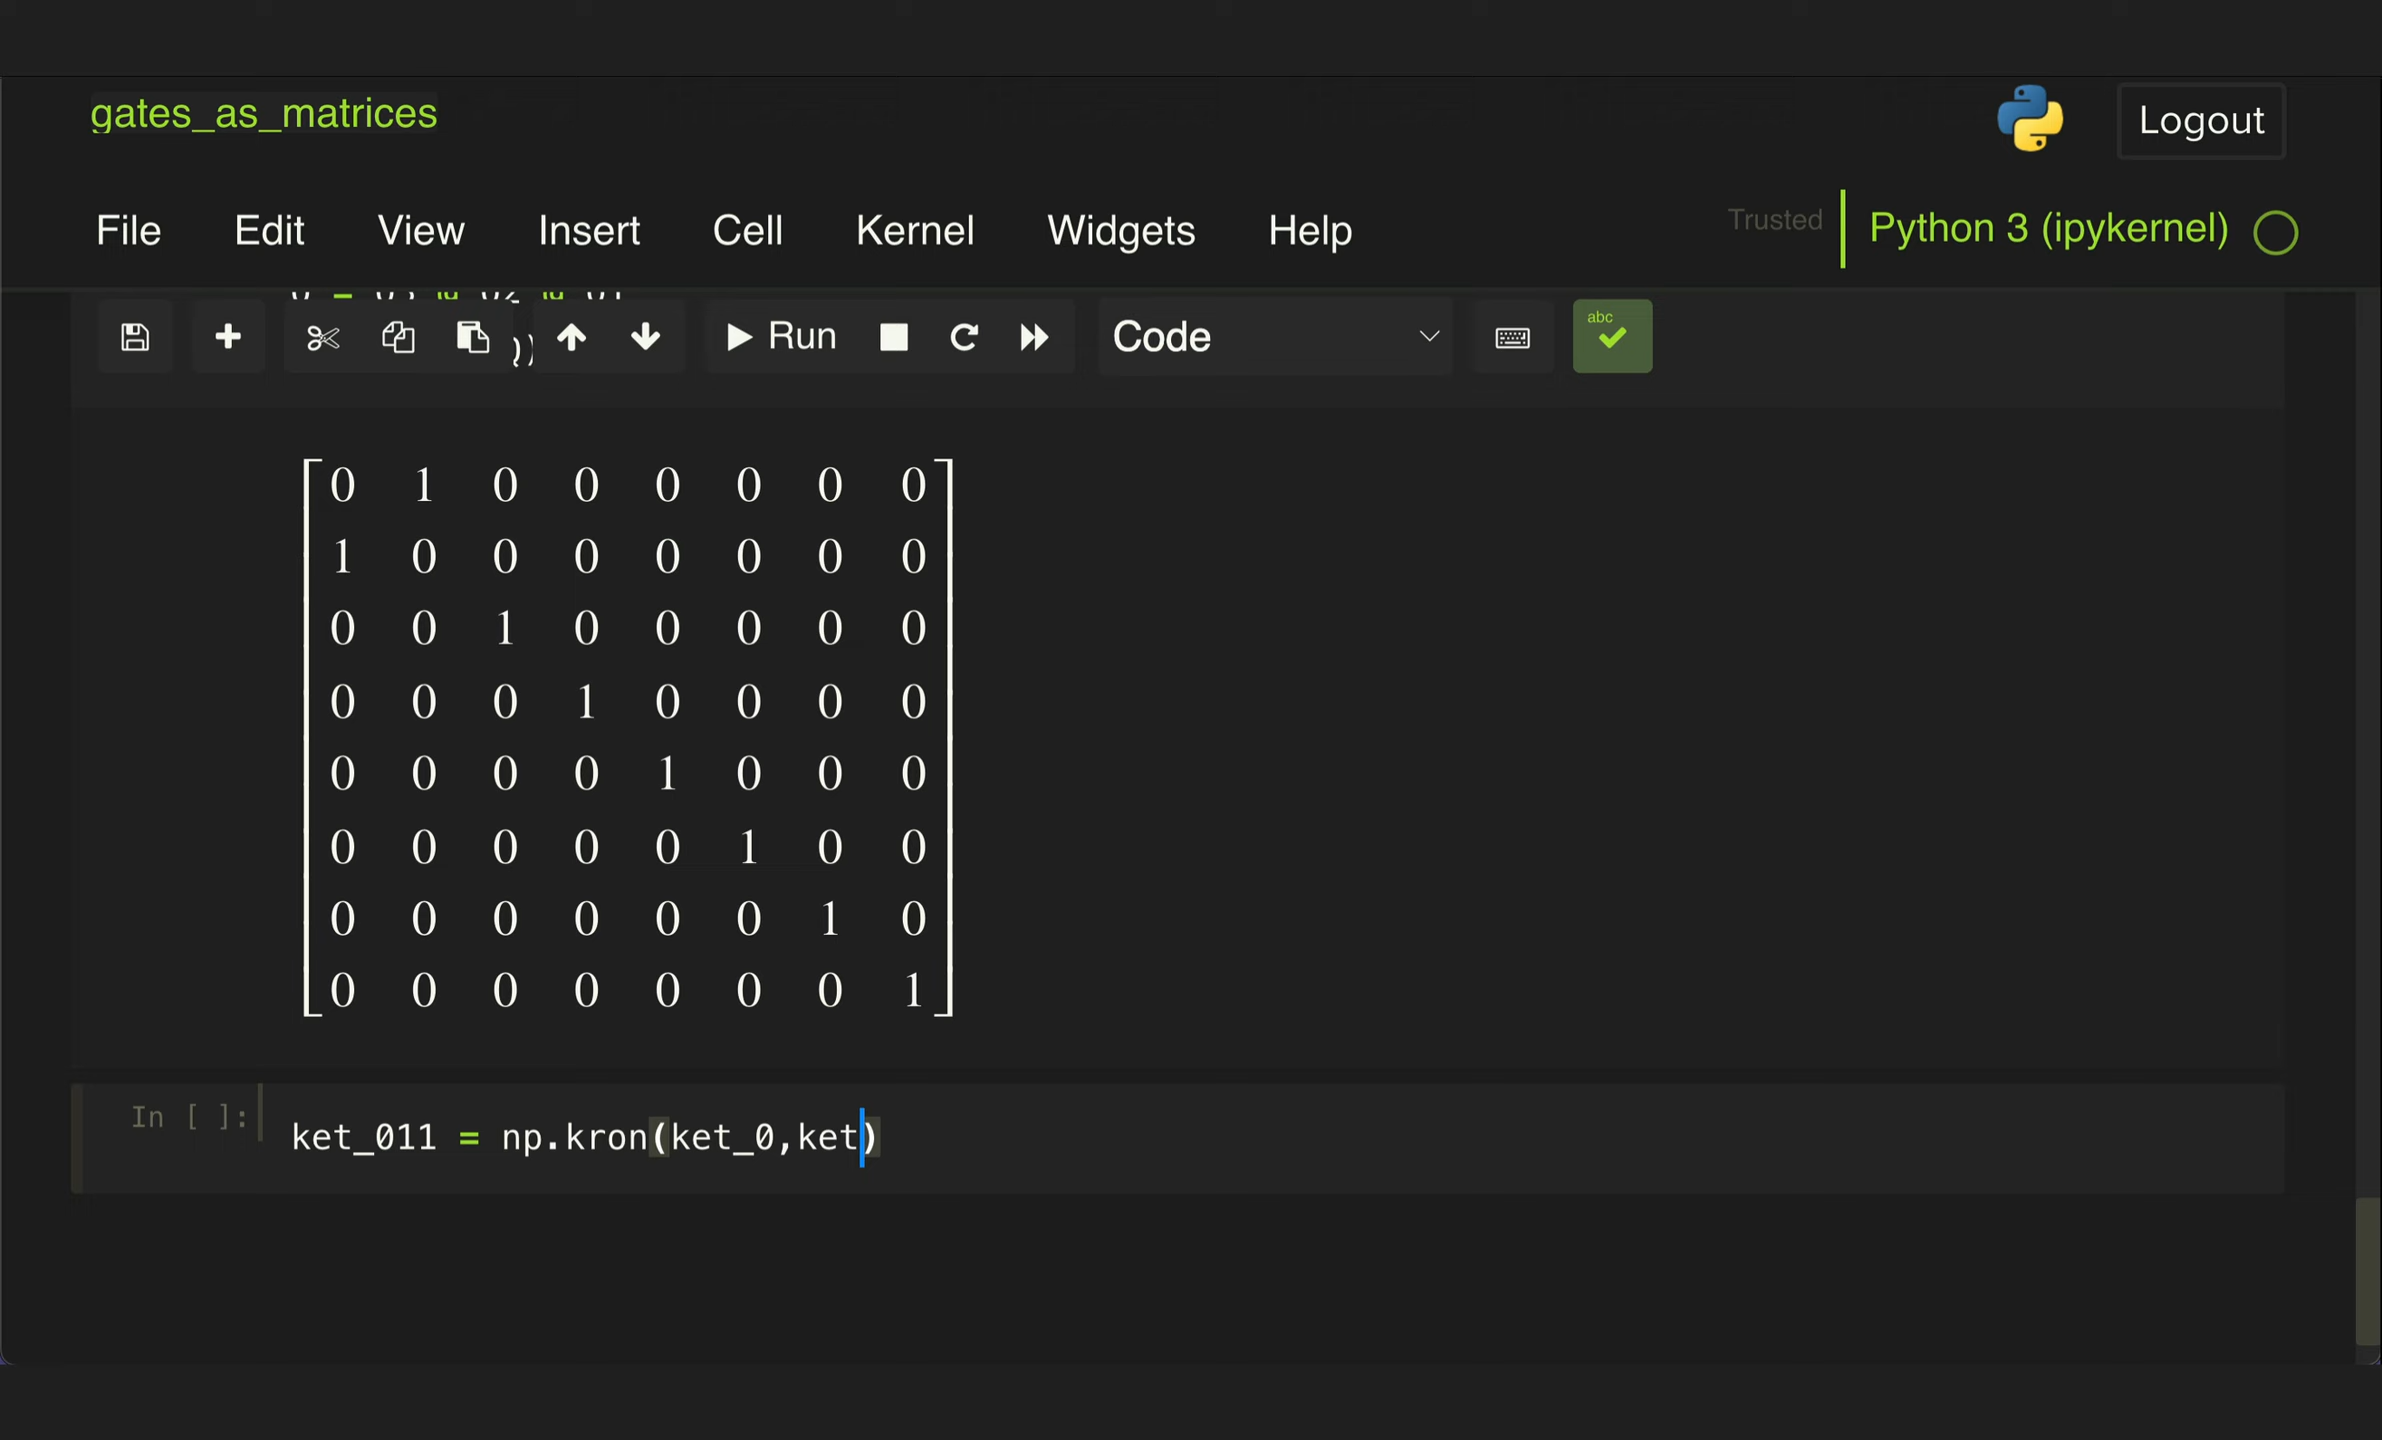 gates_as_matrices
Logout
File Edit View Insert Cell Kernel Widgets Help
Trusted
Python 3 (ipykernel)
Run
Code
abc
0 1 0 0 0 0 0 0
1 0 0 0 0 0 0 0
0 0 1 0 0 0 0 0
0 0 0 1 0 0 0 0
0 0 0 0 1 0 0 0
0 0 0 0 0 1 0 0
0 0 0 0 0 0 1 0
0 0 0 0 0 0 0 1
In [ ]:
ket_011 = np.kron(ket_0,ket)